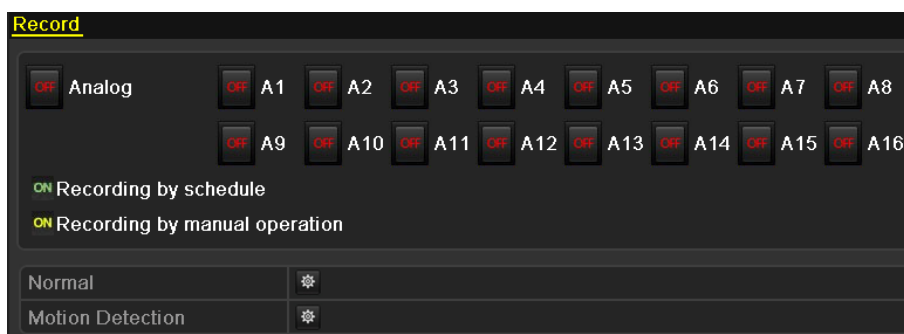 Record
OFF Analog OFF A1 OFF A2 OFF A3 OFF A4 OFF A5 OFF A6 OFF A7 OFF A8
OFF A9 OFF A10 OFF A11 OFF A12 OFF A13 OFF A14 OFF A15 OFF A16
ON Recording by schedule
ON Recording by manual operation
Normal
Motion Detection